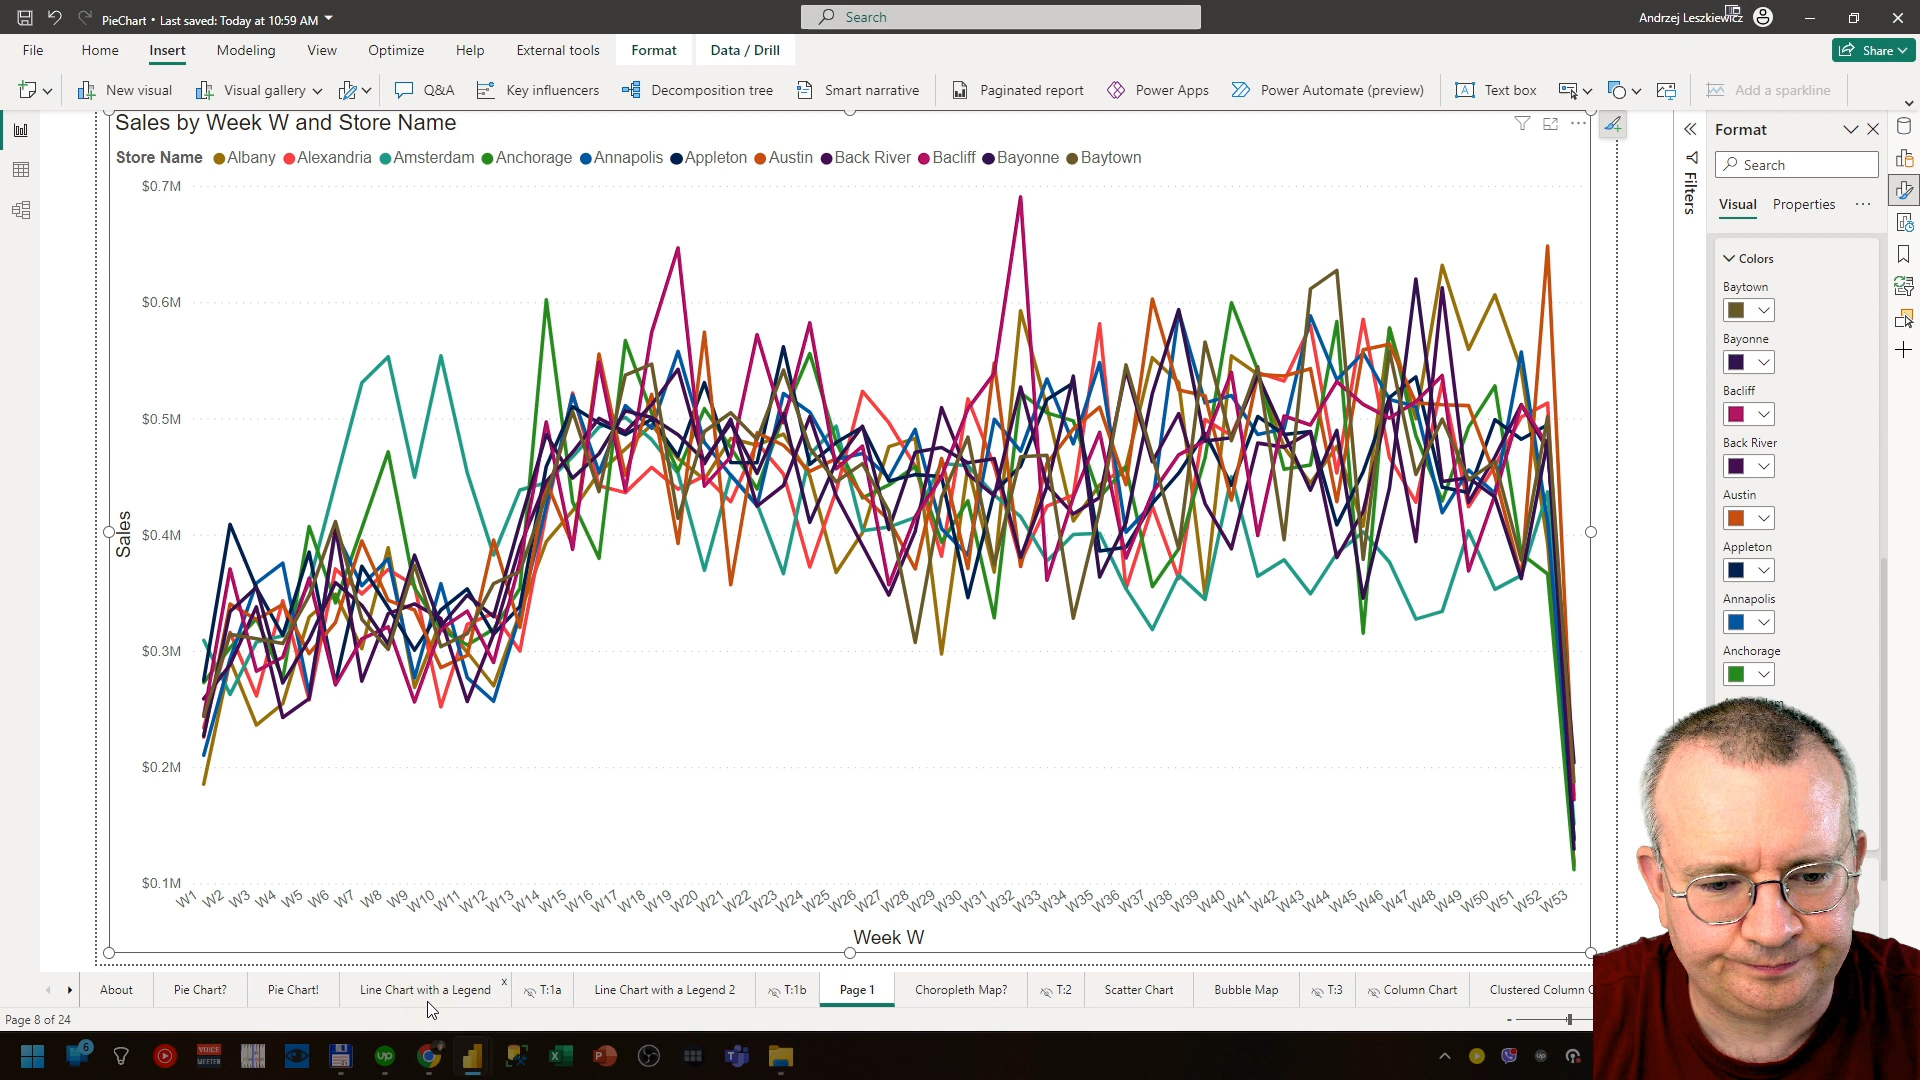 PieChart • Last saved: Today at 10:59 AM
Search
Andrzej Leszkiewicz
File Home Insert Modeling View Optimize Help External tools Format Data / Drill
Share
New visual Visual gallery Q&A Key influencers Decomposition tree Smart narrative Paginated report Power Apps Power Automate (preview) Text box Add a sparkline
Sales by Week W and Store Name
Store Name Albany Alexandria Amsterdam Anchorage Annapolis Appleton Austin Back River Bacliff Bayonne Baytown
$0.7M
$0.6M
$0.5M
$0.4M
$0.3M
$0.2M
$0.1M
Sales
W1 W2 W3 W4 W5 W6 W7 W8 W9 W10 W11 W12 W13 W14 W15 W16 W17 W18 W19 W20 W21 W22 W23 W24 W25 W26 W27 W28 W29 W30 W31 W32 W33 W34 W35 W36 W37 W38 W39 W40 W41 W42 W43 W44 W45 W46 W47 W48 W49 W50 W51 W52 W53
Week W
Filters
Format
Search
Visual Properties
Colors
Baytown
Bayonne
Bacliff
Back River
Austin
Appleton
Annapolis
Anchorage
About Pie Chart? Pie Chart! Line Chart with a Legend x T:1a Line Chart with a Legend 2 T:1b Page 1 Choropleth Map? T:2 Scatter Chart Bubble Map T:3 Column Chart Clustered Column
Page 8 of 24
6
VOICE
MEETER
up
up